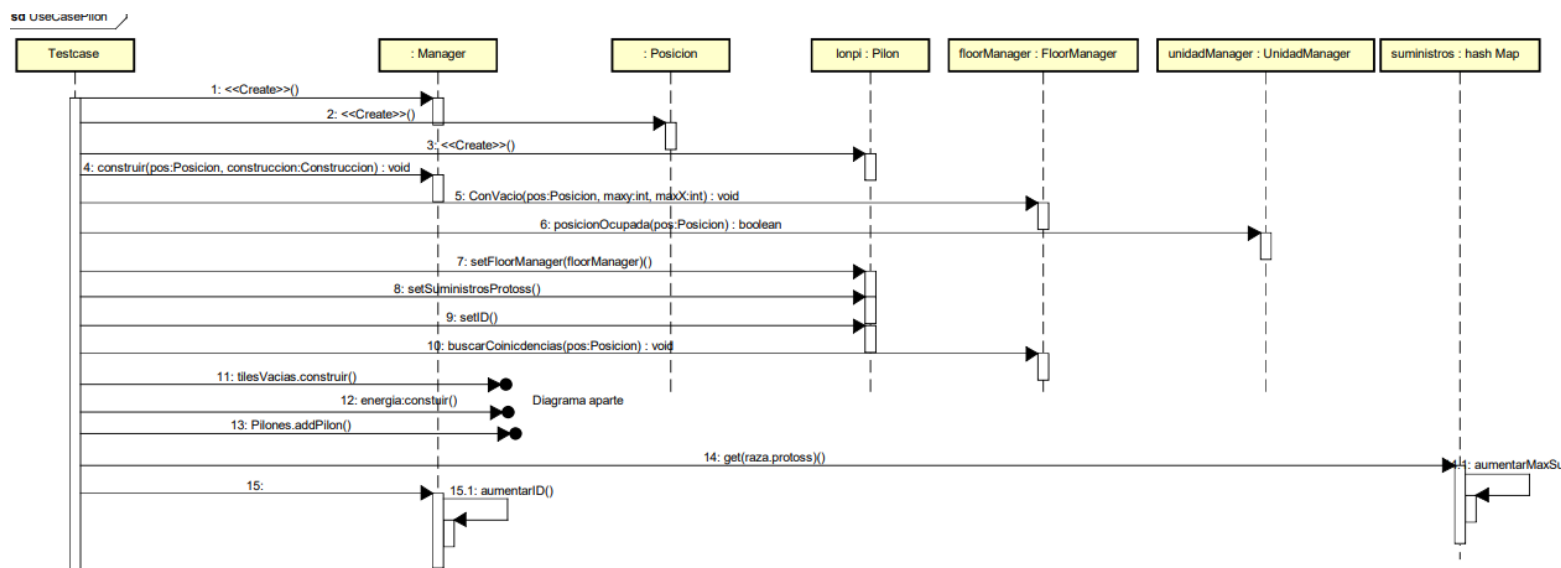 sd UseCasePilon
Testcase
: Manager
: Posicion
lonpi : Pilon
floorManager : FloorManager
unidadManager : UnidadManager
suministros : hash Map
1: <<Create>>()
2: <<Create>>()
3: <<Create>>()
4: construir(pos:Posicion, construccion:Construccion) : void
5: ConVacio(pos:Posicion, maxy:int, maxX:int) : void
6: posicionOcupada(pos:Posicion) : boolean
7: setFloorManager(floorManager)()
8: setSuministrosProtoss()
9: setID()
10: buscarCoinicdencias(pos:Posicion) : void
11: tilesVacias.construir()
12: energia:constuir()
Diagrama aparte
13: Pilones.addPilon()
14: get(raza.protoss)()
.1: aumentarMaxSu
15:
15.1: aumentarID()